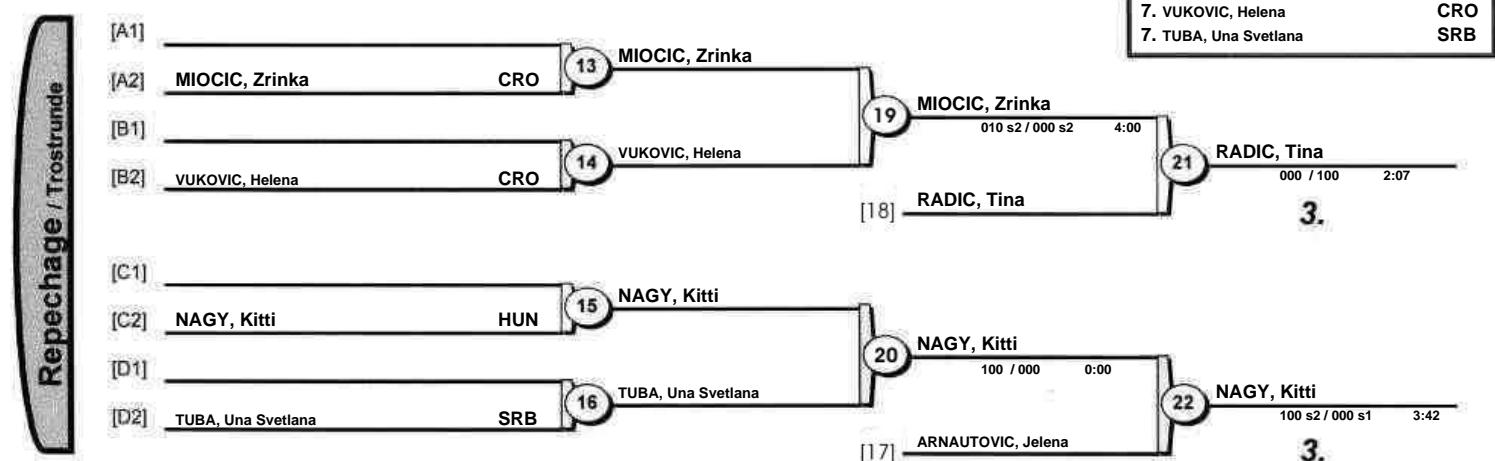 7. VUKOVIC, Helena CRO
7. TUBA, Una Svetlana SRB
Repechage / Trostrunde
[A1]
[A2] MIOCIC, Zrinka CRO
13 MIOCIC, Zrinka
[B1]
[B2] VUKOVIC, Helena CRO
14 VUKOVIC, Helena
19 MIOCIC, Zrinka
010 s2 / 000 s2 4:00
[18] RADIC, Tina
21 RADIC, Tina
000 / 100 2:07
3.
[C1]
[C2] NAGY, Kitti HUN
15 NAGY, Kitti
[D1]
[D2] TUBA, Una Svetlana SRB
16 TUBA, Una Svetlana
20 NAGY, Kitti
100 / 000 0:00
[17] ARNAUTOVIC, Jelena
22 NAGY, Kitti
100 s2 / 000 s1 3:42
3.